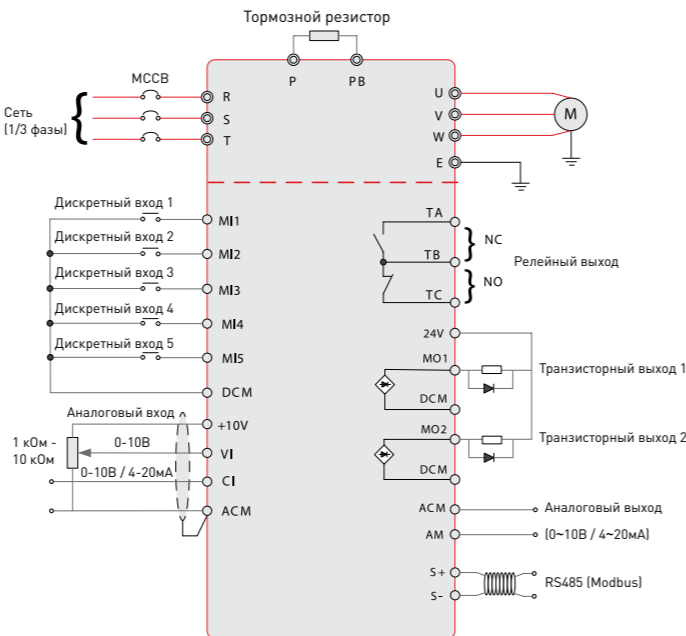 Тормозной резистор
P
PB
MCCB
Сеть
(1/3 фазы)
R
S
T
U
V
W
E
M
Дискретный вход 1
MI1
Дискретный вход 2
MI2
Дискретный вход 3
MI3
Дискретный вход 4
MI4
Дискретный вход 5
MI5
DCM
TA
NC
TB
Релейный выход
NO
TC
24V
MO1
Транзисторный выход 1
DCM
MO2
Транзисторный выход 2
DCM
Аналоговый вход
+10V
1 кОм -
10 кОм
0-10В
VI
0-10В / 4-20мА
CI
ACM
ACM
Аналоговый выход
AM
(0~10В / 4~20мА)
S+
RS485 (Modbus)
S-